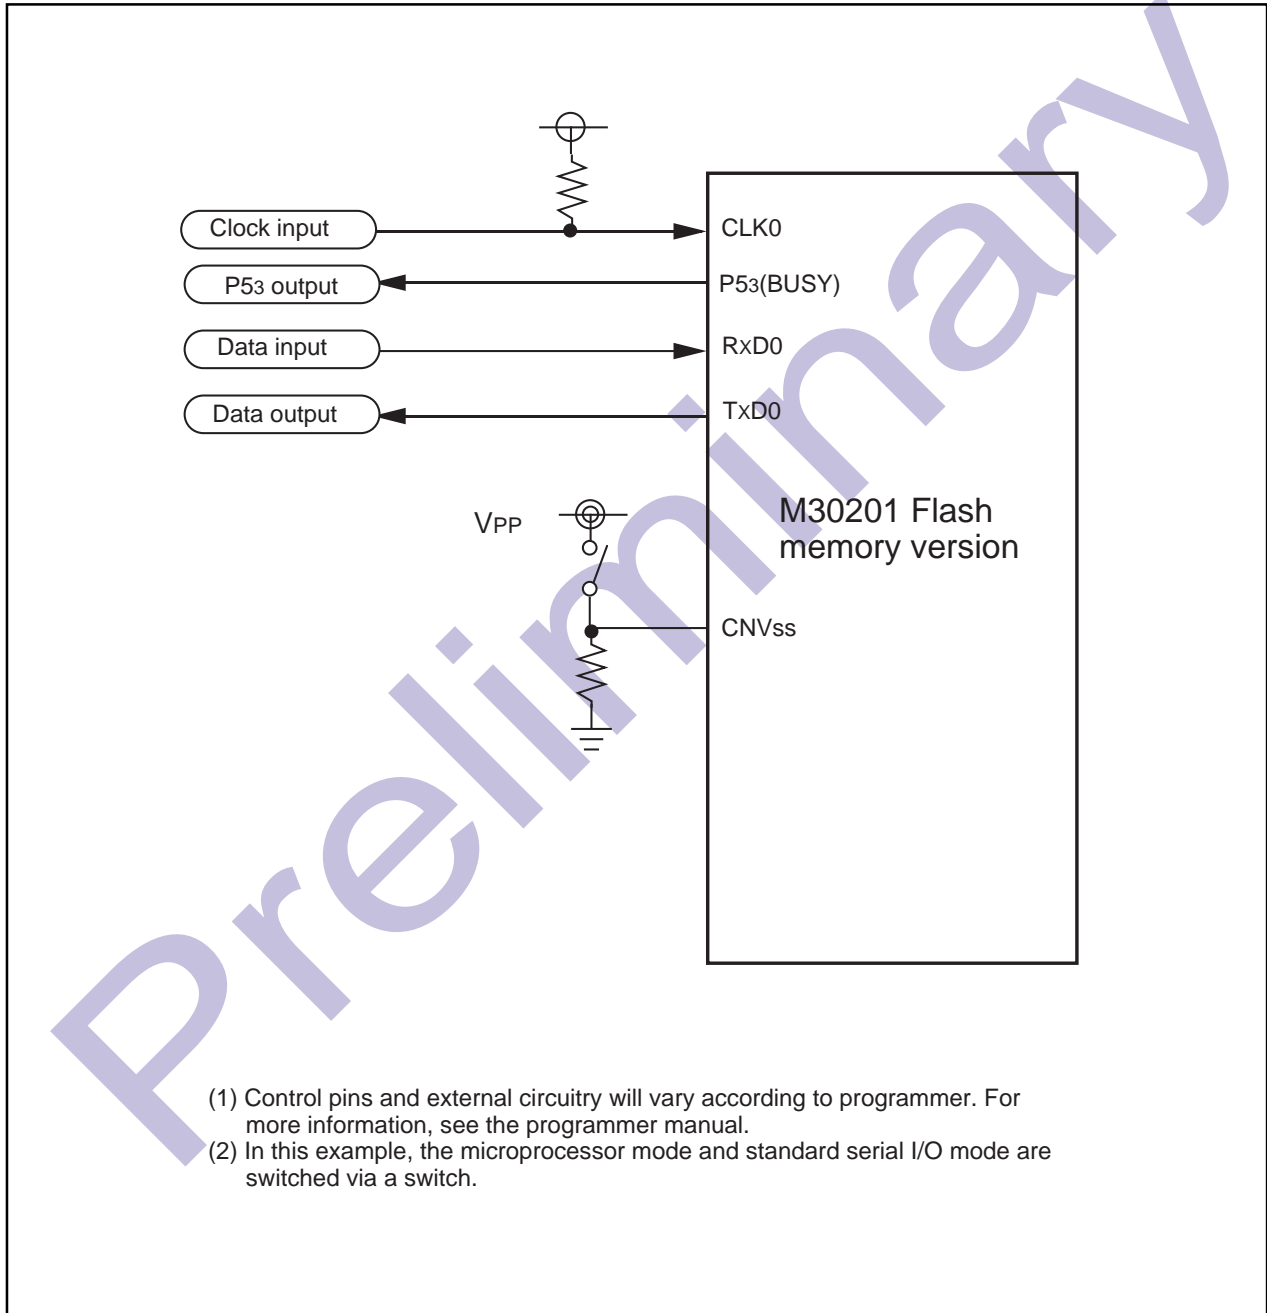 Clock input
CLK0
P53 output
P53(BUSY)
Data input
RxD0
Data output
TxD0
VPP
M30201 Flash
memory version
CNVss
Preliminary
(1) Control pins and external circuitry will vary according to programmer. For
more information, see the programmer manual.
(2) In this example, the microprocessor mode and standard serial I/O mode are
switched via a switch.